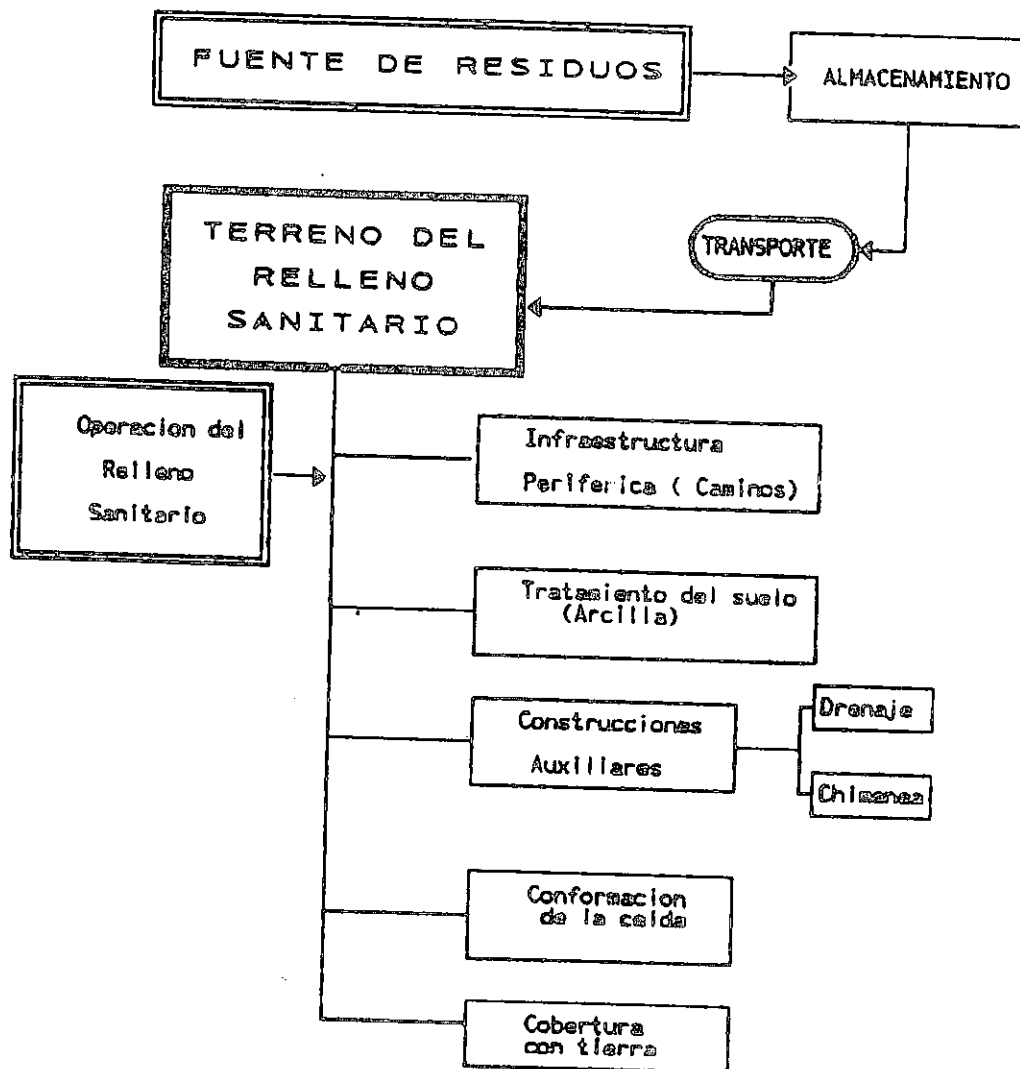 FUENTE DE RESIDUOS
ALMACENAMIENTO
TRANSPORTE
TERRENO DEL
RELLENO
SANITARIO
Operacion del
Relleno
Sanitario
Infraestructura
Periferica ( Caminos)
Tratamiento del suelo
(Arcilla)
Construcciones
Auxiliares
Drenaje
Chimenea
Conformacion
de la celda
Cobertura
con tierra